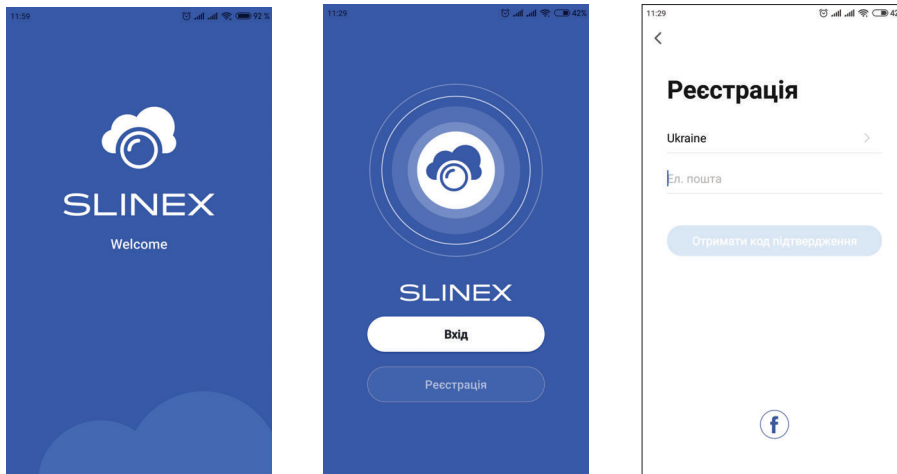 11:59
92 %
SLINEX
Welcome
11:29
42%
SLINEX
Вхід
Реєстрація
11:29
42
Реєстрація
Ukraine
Ел. пошта
Отримати код підтвердження